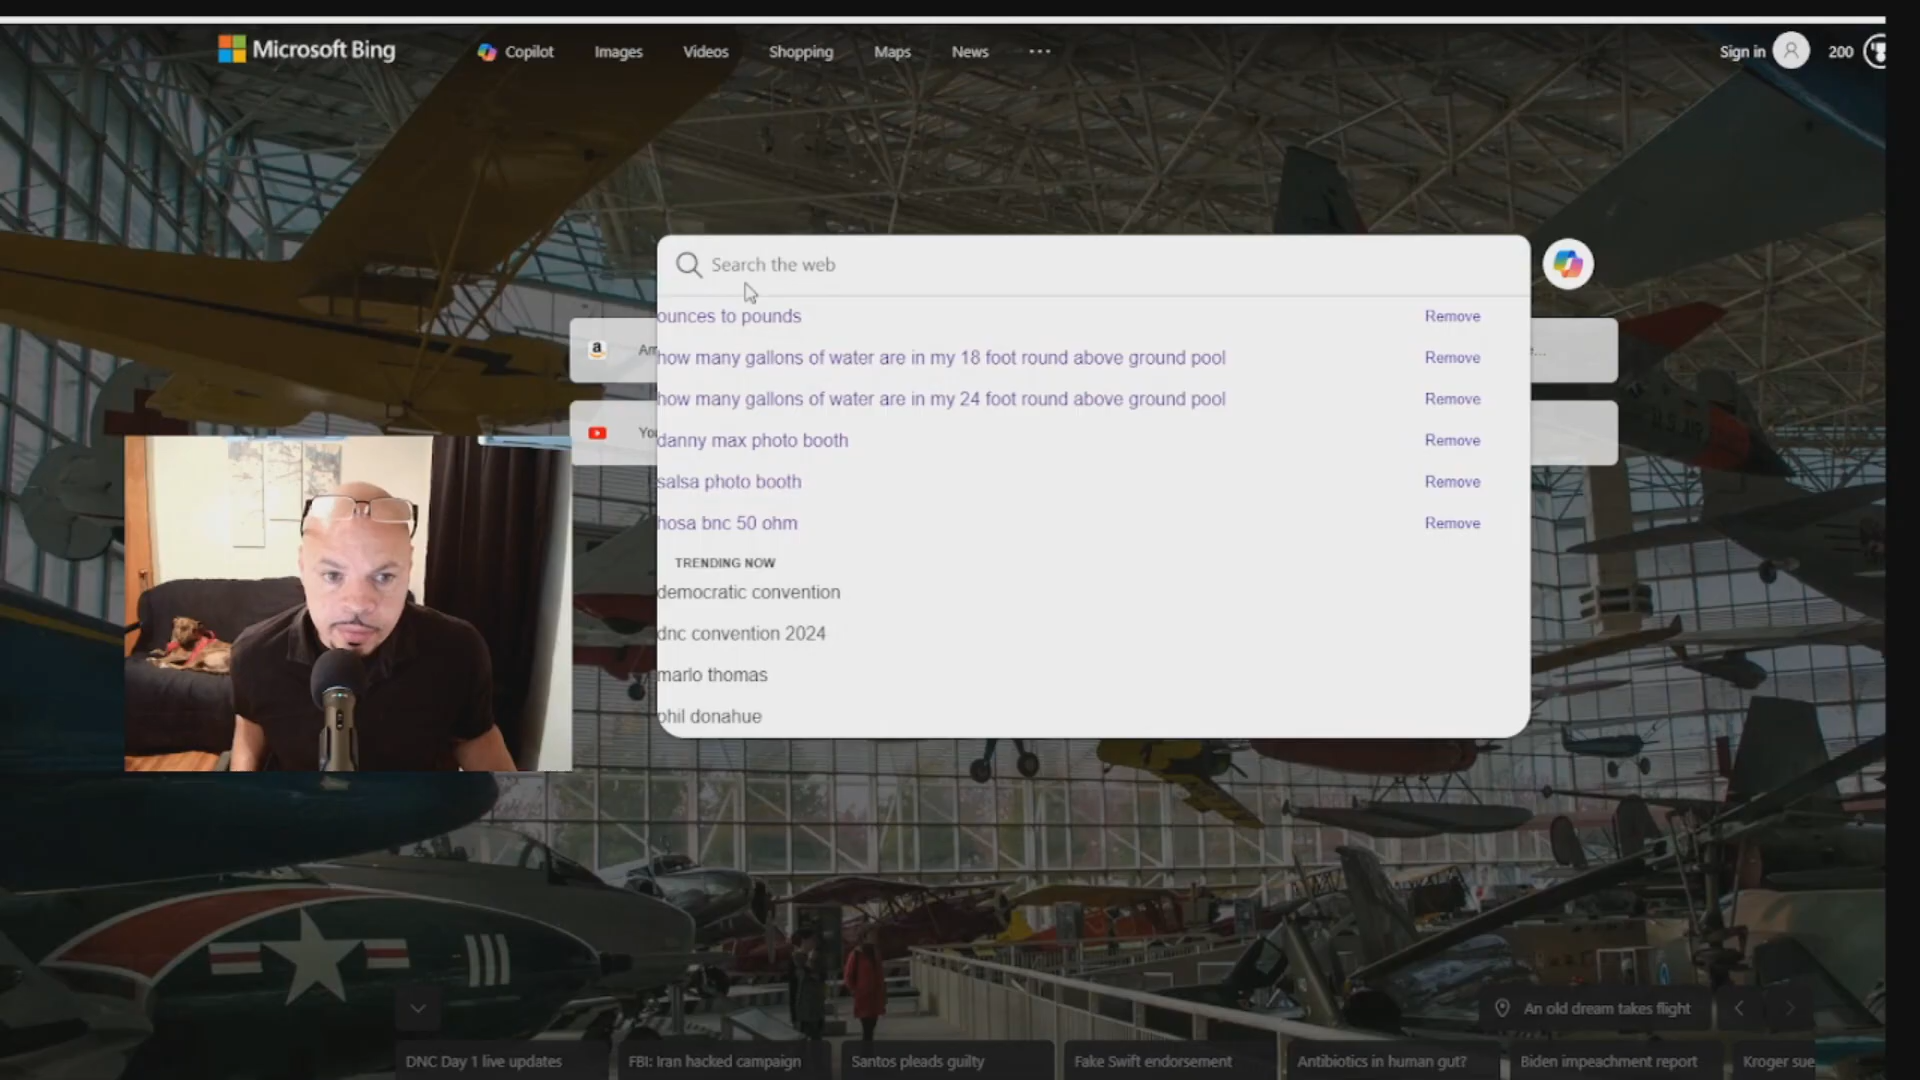 Microsoft Bing
Copilot
Images
Videos
Shopping
Maps
News
Sign in
200
Search the web
ounces to pounds
Remove
how many gallons of water are in my 18 foot round above ground pool
Remove
how many gallons of water are in my 24 foot round above ground pool
Remove
danny max photo booth
Remove
salsa photo booth
Remove
hosa bnc 50 ohm
Remove
TRENDING NOW
democratic convention
dnc convention 2024
marlo thomas
phil donahue
An old dream takes flight
DNC Day 1 live updates
FBI: Iran hacked campaign
Santos pleads guilty
Fake Swift endorsement
Antibiotics in human gut?
Biden impeachment report
Kroger sue